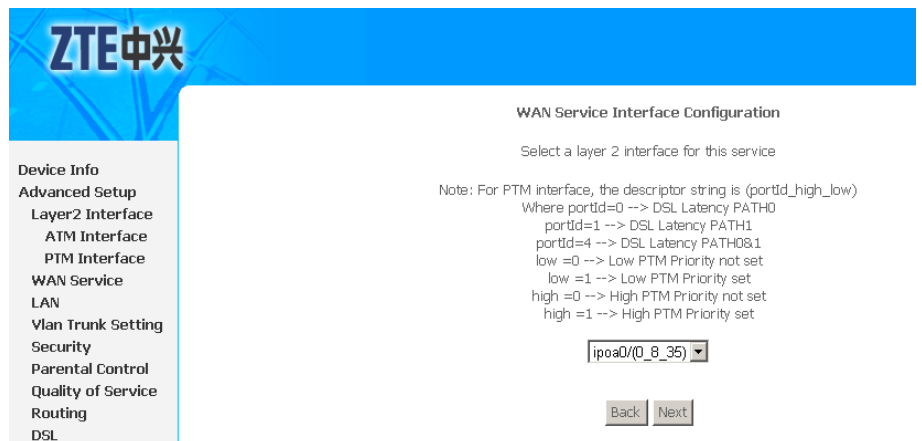 ZTE中兴
WAN Service Interface Configuration
Select a layer 2 interface for this service
Note: For PTM interface, the descriptor string is (portId_high_low)
Where portId=0 --> DSL Latency PATH0
portId=1 --> DSL Latency PATH1
portId=4 --> DSL Latency PATH0&1
low =0 --> Low PTM Priority not set
low =1 --> Low PTM Priority set
high =0 --> High PTM Priority not set
high =1 --> High PTM Priority set
ipoa0/(0_8_35)
Back Next
Device Info
Advanced Setup
Layer2 Interface
ATM Interface
PTM Interface
WAN Service
LAN
Vlan Trunk Setting
Security
Parental Control
Quality of Service
Routing
DSL